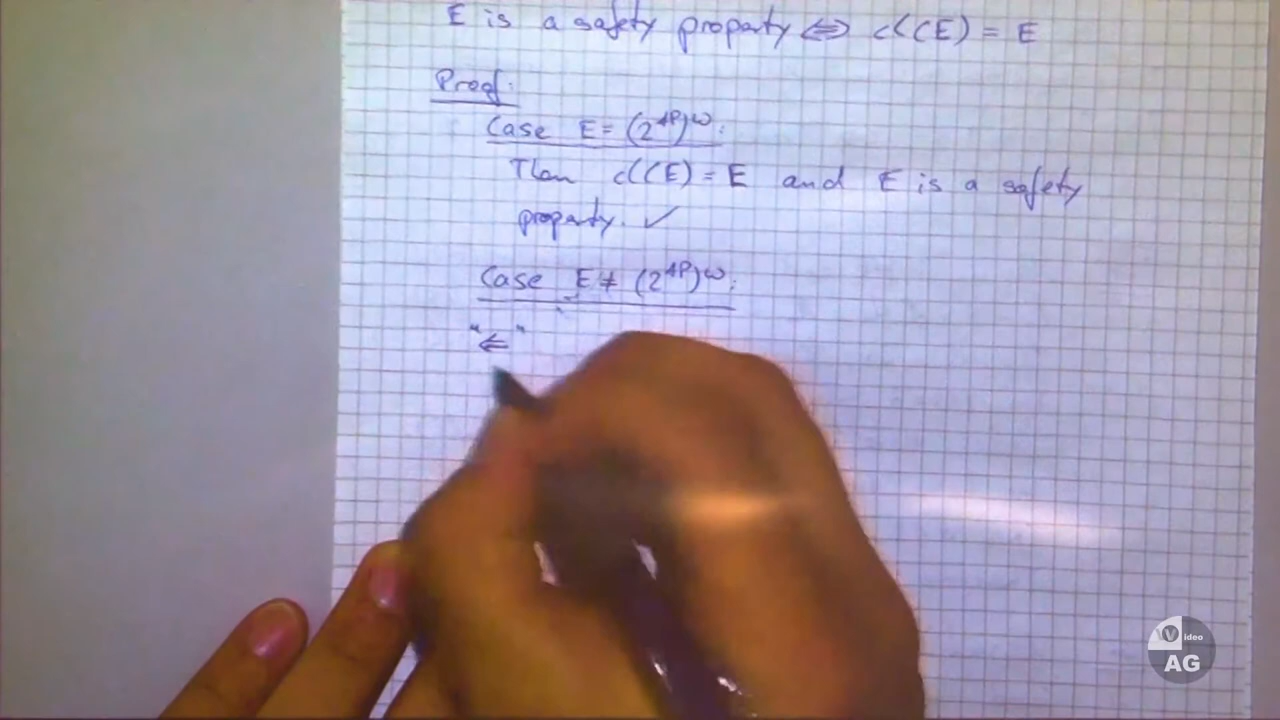 E is a safety property ⟺ cl(E) = E
Proof:
Case E = (2^AP)^ω:
Then cl(E) = E and E is a safety
property. ✓
Case E ≠ (2^AP)^ω:
"⇐"
Video
AG